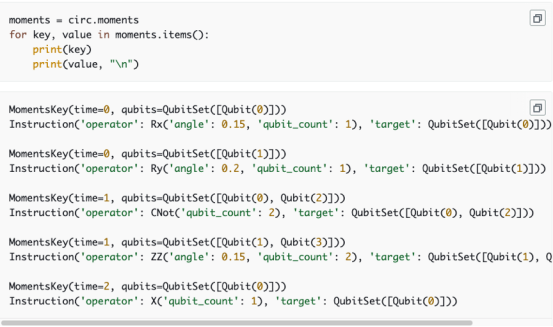 moments = circ.moments
for key, value in moments.items():
    print(key)
    print(value, "\n")
MomentsKey(time=0, qubits=QubitSet([Qubit(0)]))
Instruction('operator': Rx('angle': 0.15, 'qubit_count': 1), 'target': QubitSet([Qubit(0)]))
MomentsKey(time=0, qubits=QubitSet([Qubit(1)]))
Instruction('operator': Ry('angle': 0.2, 'qubit_count': 1), 'target': QubitSet([Qubit(1)]))
MomentsKey(time=1, qubits=QubitSet([Qubit(0), Qubit(2)]))
Instruction('operator': CNot('qubit_count': 2), 'target': QubitSet([Qubit(0), Qubit(2)]))
MomentsKey(time=1, qubits=QubitSet([Qubit(1), Qubit(3)]))
Instruction('operator': ZZ('angle': 0.15, 'qubit_count': 2), 'target': QubitSet([Qubit(1), Q
MomentsKey(time=2, qubits=QubitSet([Qubit(0)]))
Instruction('operator': X('qubit_count': 1), 'target': QubitSet([Qubit(0)]))